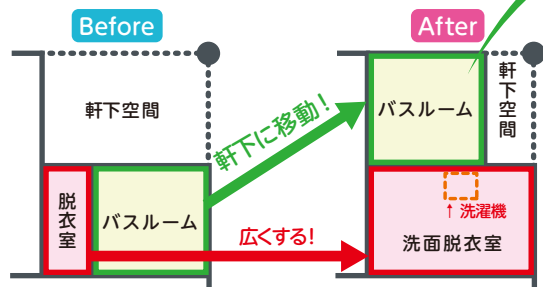 Before
軒下空間
脱衣室
バスルーム
軒下に移動！
広くする！
After
バスルーム
軒下空間
↑ 洗濯機
洗面脱衣室